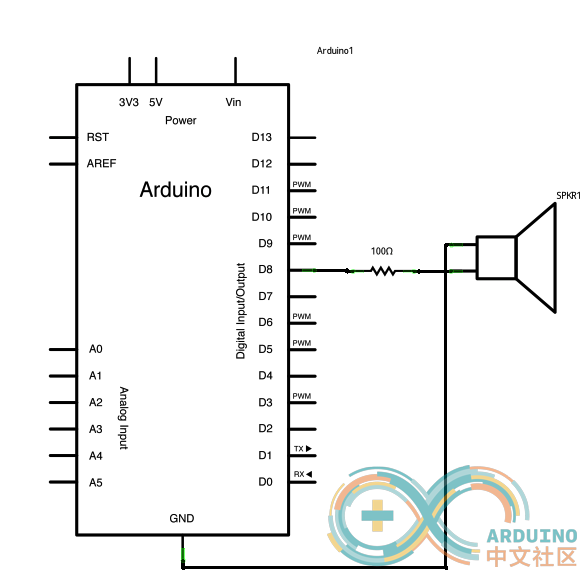 Arduino1
3V3 5V Vin
Power
RST D13
AREF D12
Arduino
D11 PWM
D10 PWM
SPKR1
D9 PWM
100Ω
D8
Digital Input/Output
D7
D6 PWM
A0 D5 PWM
A1 D4
A2 D3 PWM
Analog Input
A3 D2
A4 D1 TX ▶
A5 D0 RX ◀
GND
ARDUINO
中文社区